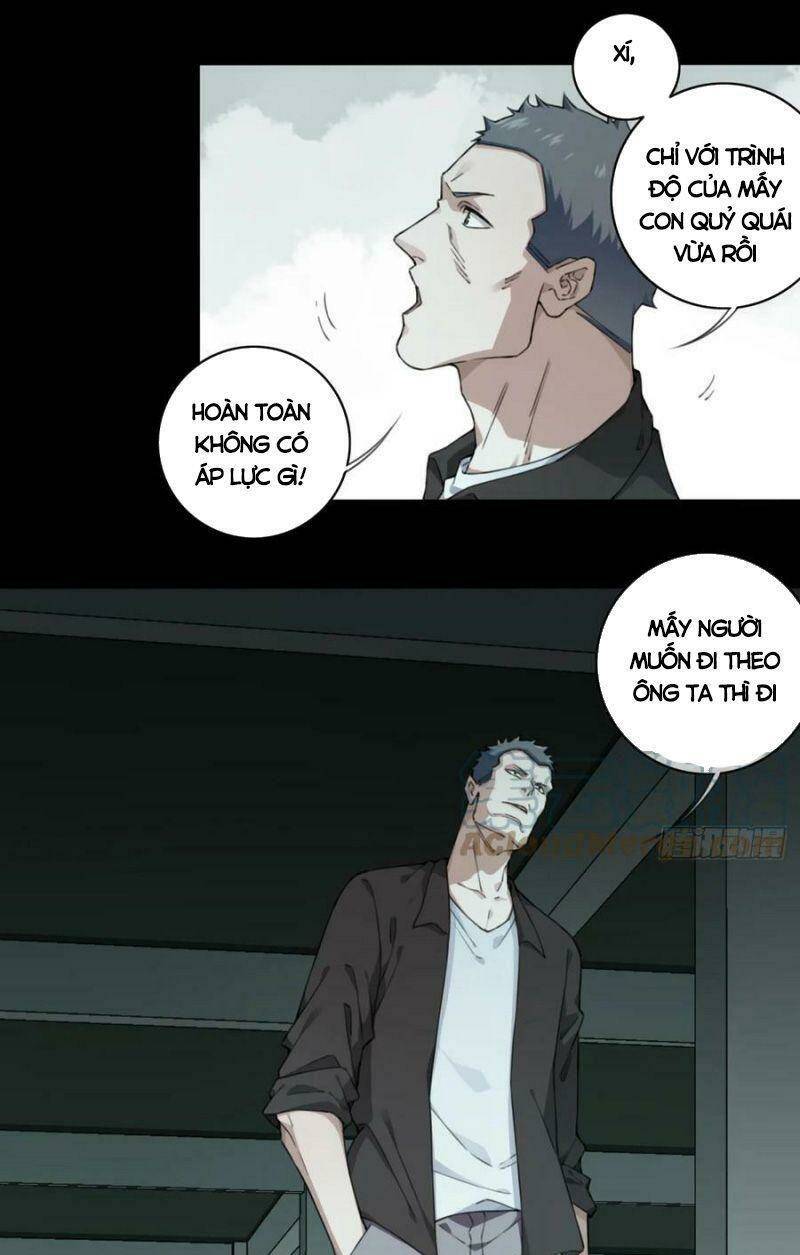 XÍ,
CHỈ VỚI TRÌNH
ĐỘ CỦA MẤY
CON QUỶ QUÁI
VỪA RỒI
HOÀN TOÀN
KHÔNG CÓ
ÁP LỰC GÌ!
MẤY NGƯỜI
MUỐN ĐI THEO
ÔNG TA THÌ ĐI